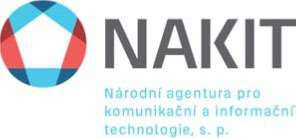 NAKIT
Národní agentura pro
komunikační a informační
technologie, s. p.